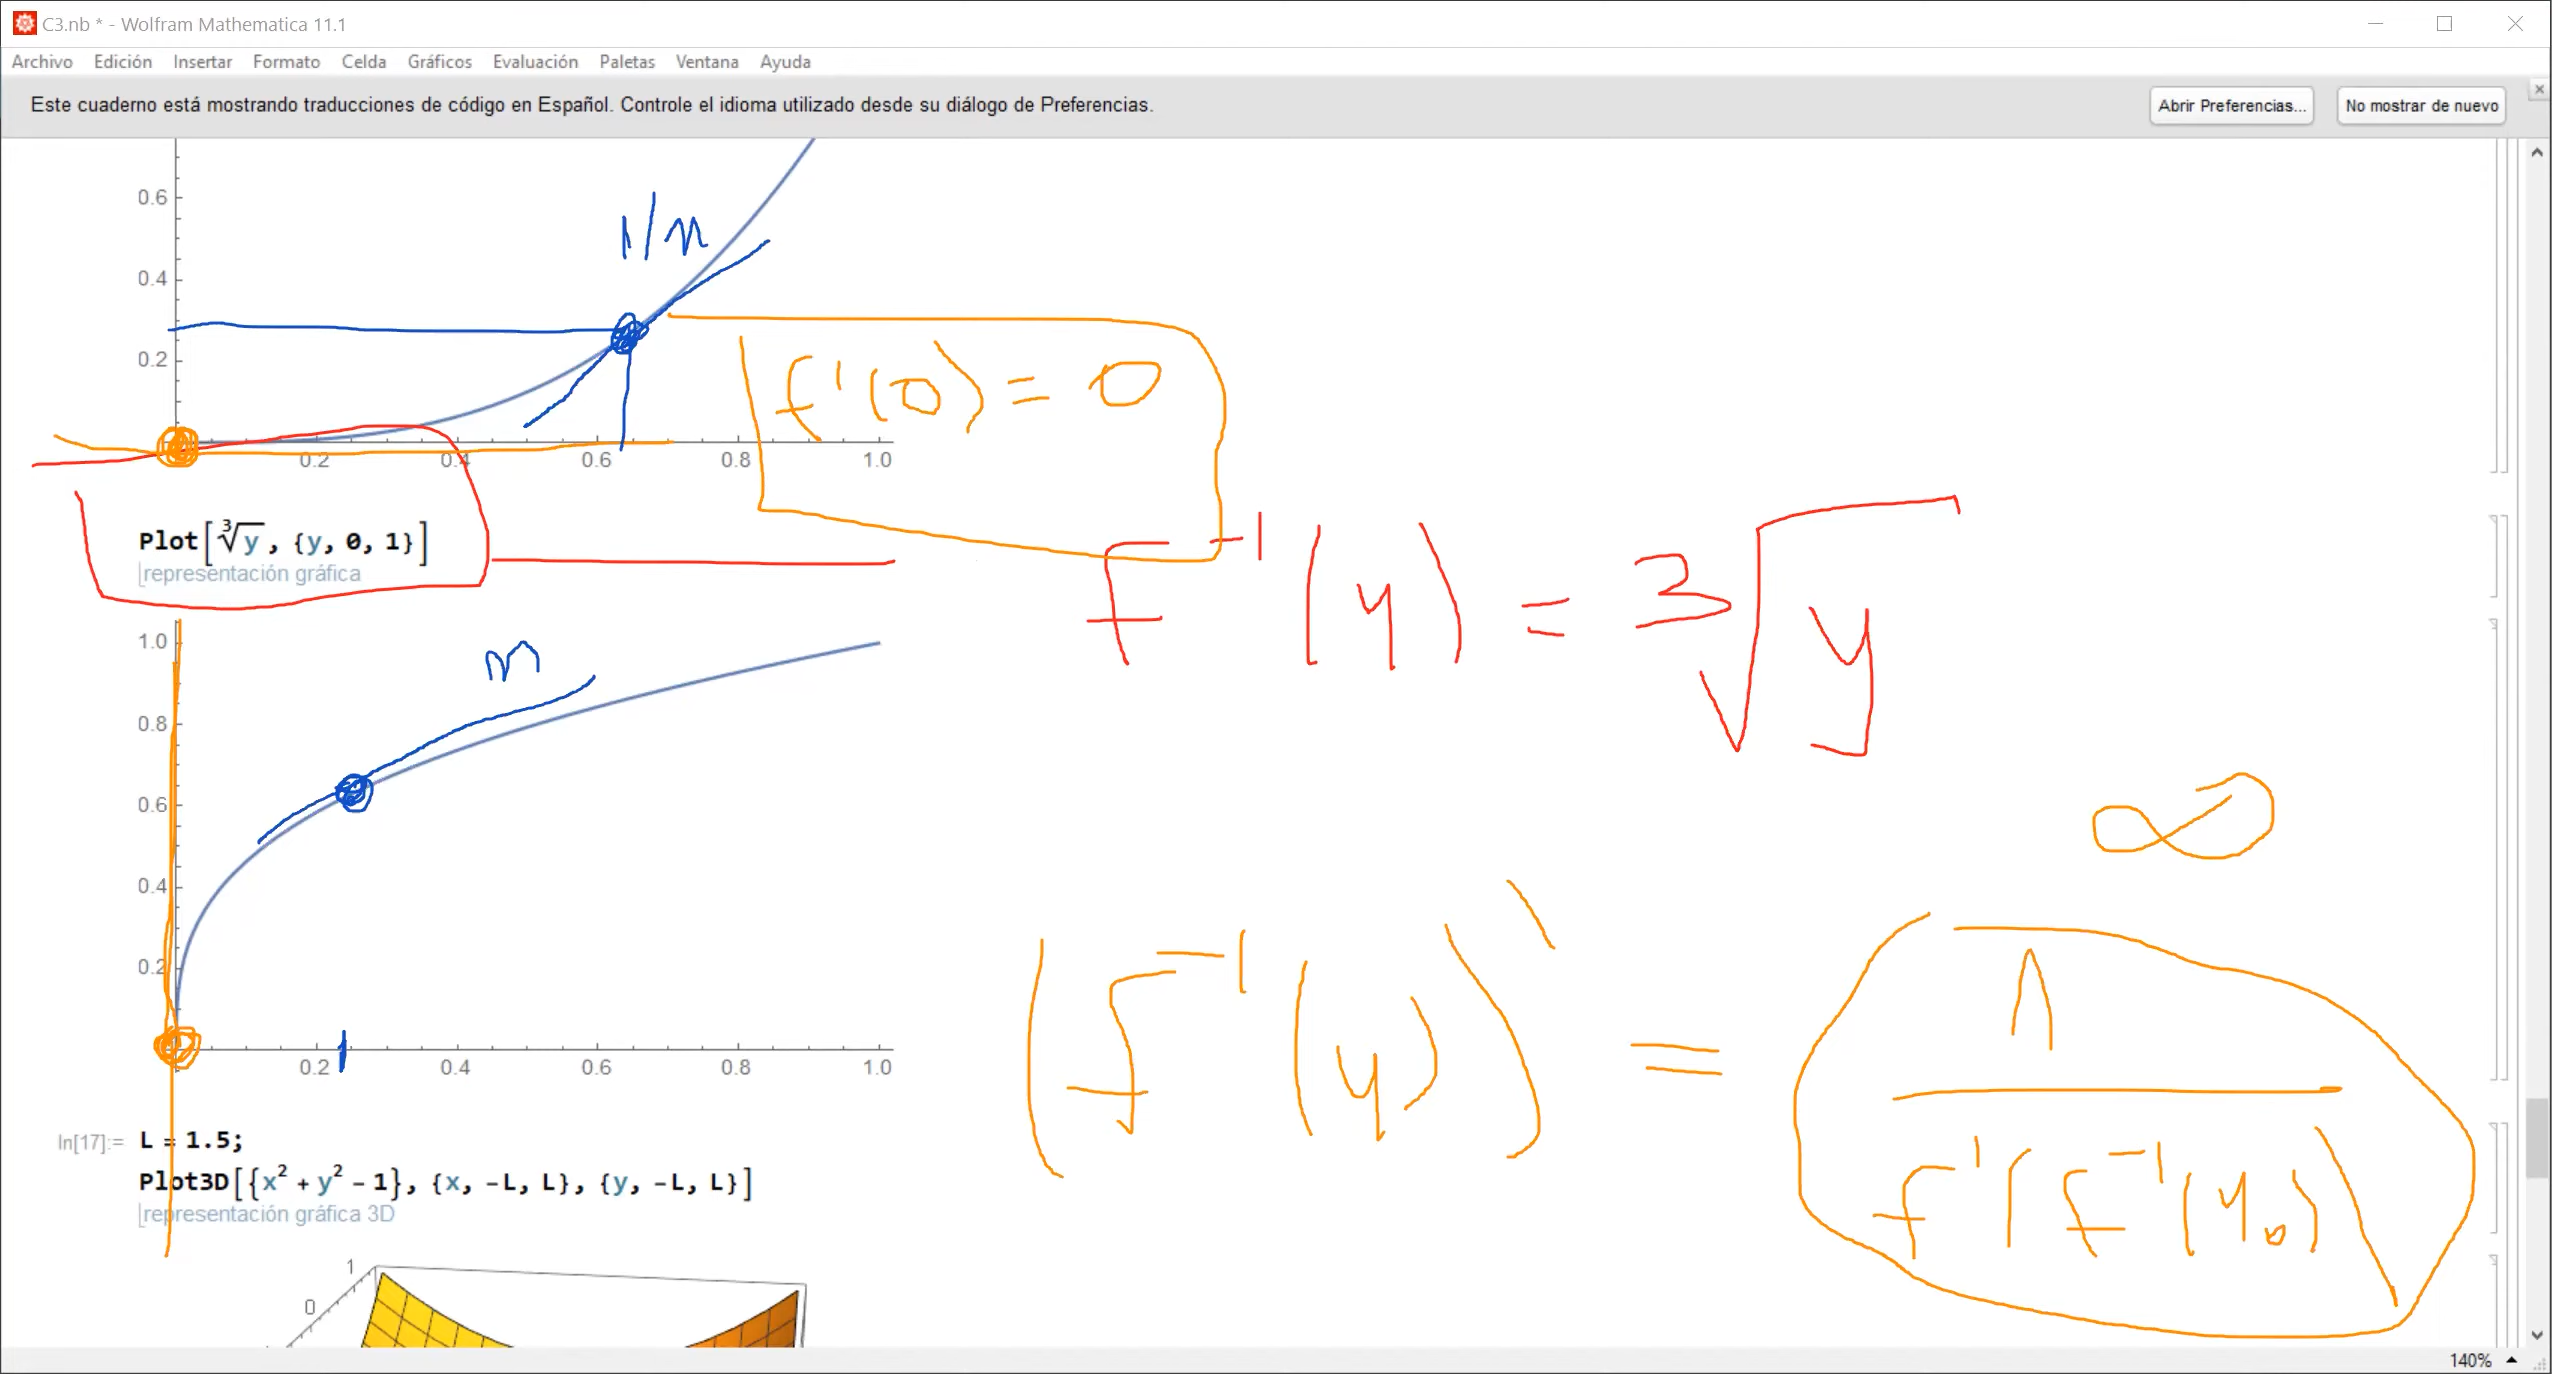 C3.nb * - Wolfram Mathematica 11.1
Archivo Edición Insertar Formato Celda Gráficos Evaluación Paletas Ventana Ayuda
Este cuaderno está mostrando traducciones de código en Español. Controle el idioma utilizado desde su diálogo de Preferencias.
Abrir Preferencias... No mostrar de nuevo
0.6
1/m
0.4
0.2
f'(0) = 0
0.2 0.4 0.6 0.8 1.0
Plot[∛y, {y, 0, 1}]
representación gráfica
f⁻¹(y) = ³√y
1.0
m
0.8
0.6
∞
0.4
0.2
(f⁻¹(y))' = 1 / f'(f⁻¹(y₀))
0.2 0.4 0.6 0.8 1.0
In[17]:= L = 1.5;
Plot3D[{x² + y² - 1}, {x, -L, L}, {y, -L, L}]
representación gráfica 3D
1
0
140%